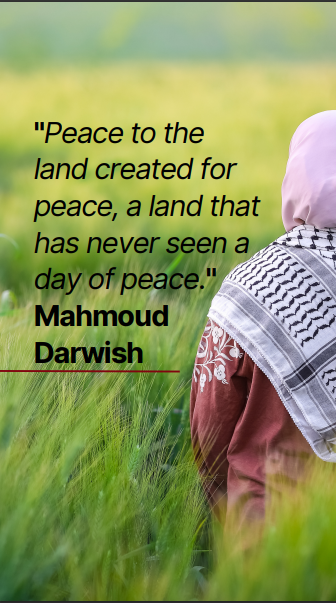 "Peace to the
land created for
peace, a land that
has never seen a
day of peace."
Mahmoud
Darwish